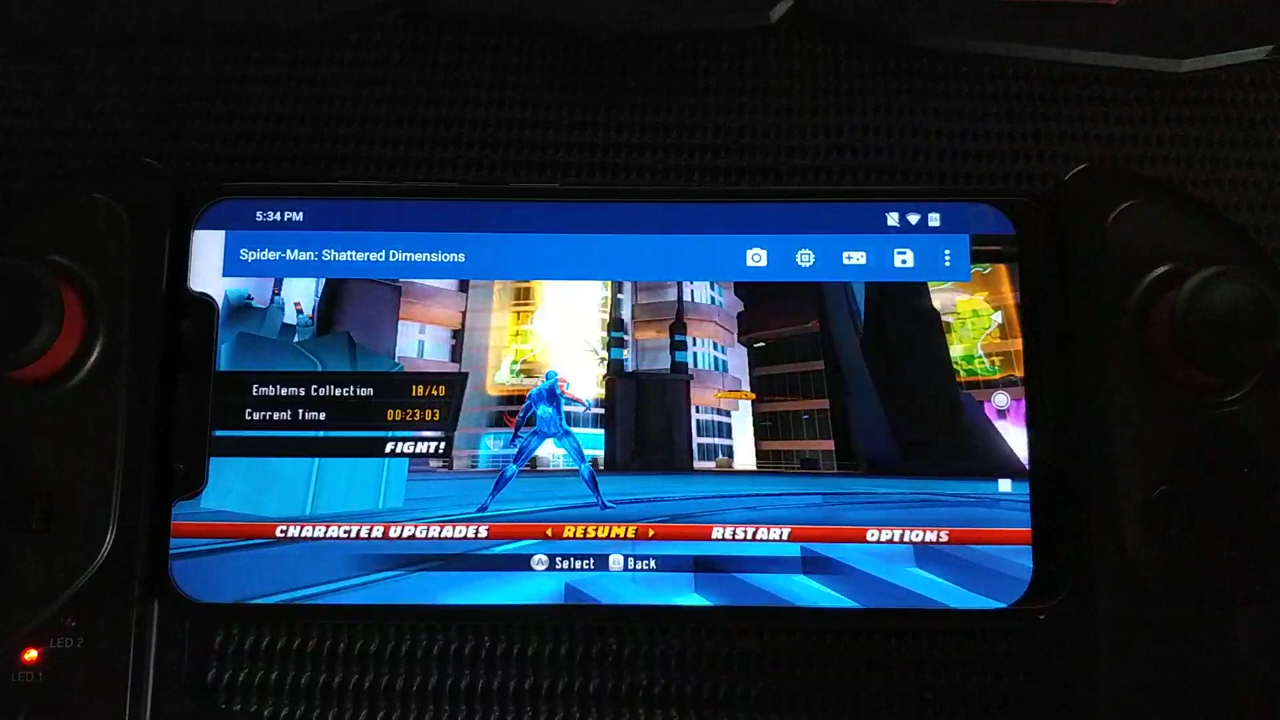 5:34 PM
Spider-Man: Shattered Dimensions
Emblems Collection 18/40
Current Time 00:23:03
FIGHT!
CHARACTER UPGRADES RESUME RESTART OPTIONS
A Select B Back
LED 2
LED 1